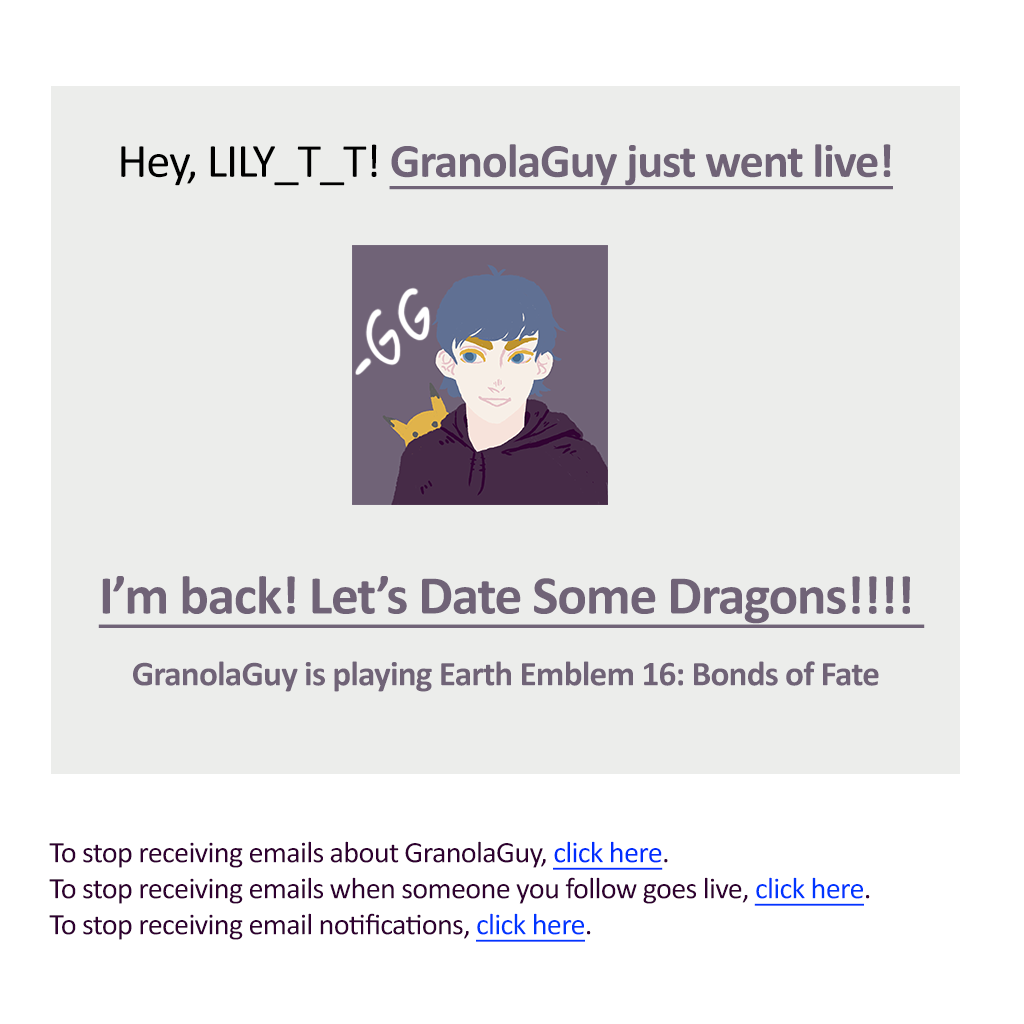 Hey, LILY_T_T! GranolaGuy just went live!
-GG
I’m back! Let’s Date Some Dragons!!!!
GranolaGuy is playing Earth Emblem 16: Bonds of Fate
To stop receiving emails about GranolaGuy, click here.
To stop receiving emails when someone you follow goes live, click here.
To stop receiving email notifications, click here.